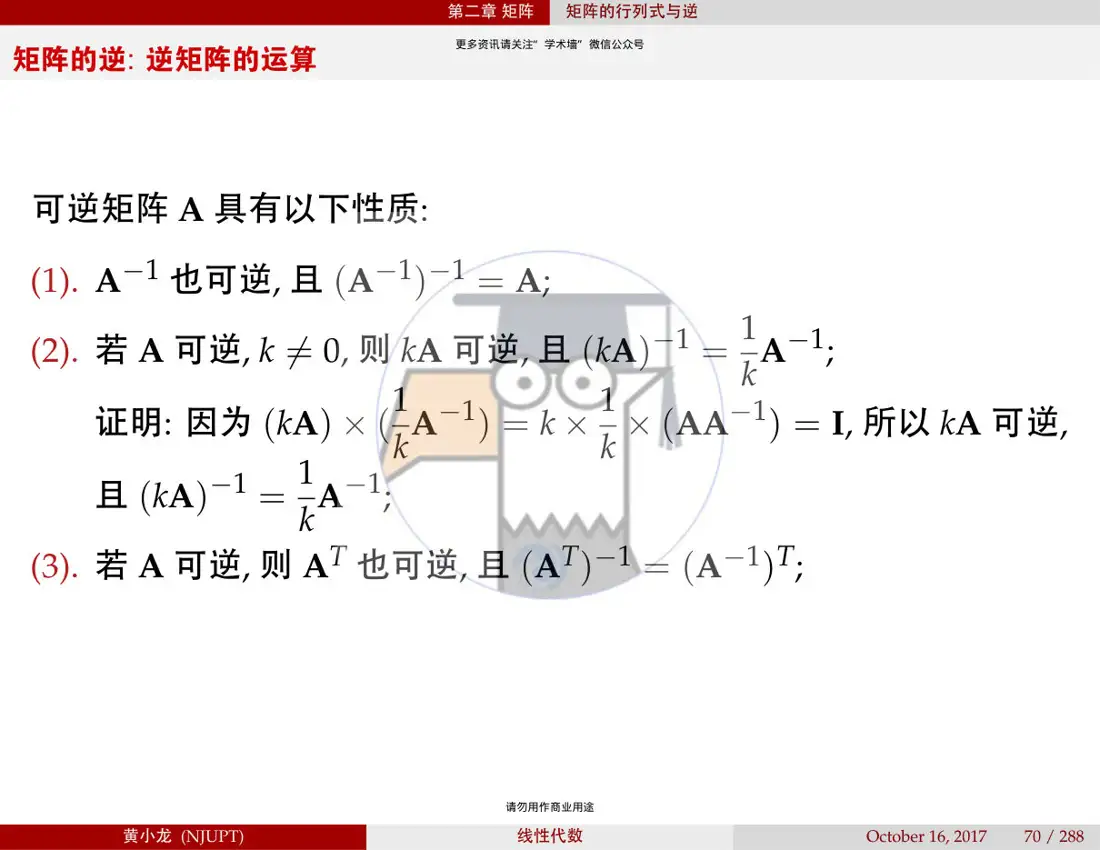 第二章 矩阵 矩阵的行列式与逆
更多资讯请关注“学术墙”微信公众号
矩阵的逆: 逆矩阵的运算
可逆矩阵 A 具有以下性质:
(1). A⁻¹ 也可逆, 且 (A⁻¹)⁻¹ = A;
(2). 若 A 可逆, k ≠ 0, 则 kA 可逆, 且 (kA)⁻¹ = \frac{1}{k}A⁻¹;
证明: 因为 (kA) × (\frac{1}{k}A⁻¹) = k × \frac{1}{k} × (AA⁻¹) = I, 所以 kA 可逆,
且 (kA)⁻¹ = \frac{1}{k}A⁻¹;
(3). 若 A 可逆, 则 Aᵀ 也可逆, 且 (Aᵀ)⁻¹ = (A⁻¹)ᵀ;
请勿用作商业用途
黄小龙 (NJUPT) 线性代数 October 16, 2017 70 / 288